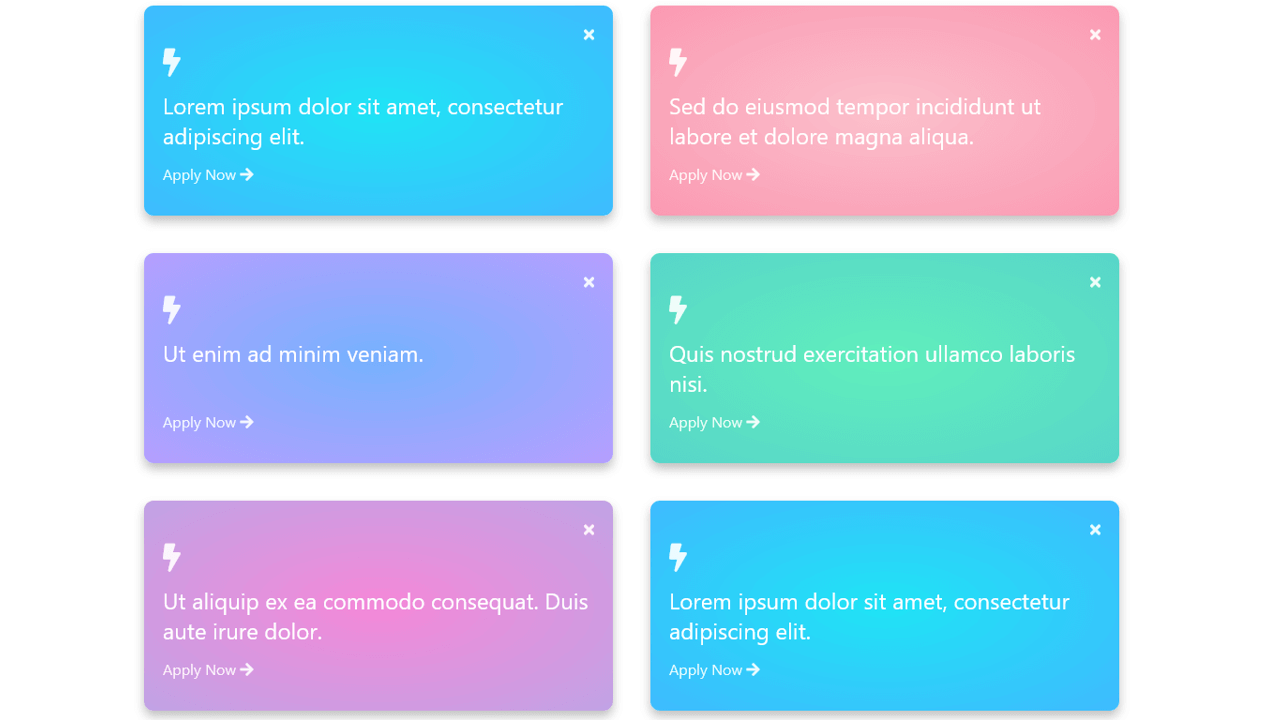 Lorem ipsum dolor sit amet, consectetur
adipiscing elit.
Apply Now
Sed do eiusmod tempor incididunt ut
labore et dolore magna aliqua.
Apply Now
Ut enim ad minim veniam.
Apply Now
Quis nostrud exercitation ullamco laboris
nisi.
Apply Now
Ut aliquip ex ea commodo consequat. Duis
aute irure dolor.
Apply Now
Lorem ipsum dolor sit amet, consectetur
adipiscing elit.
Apply Now